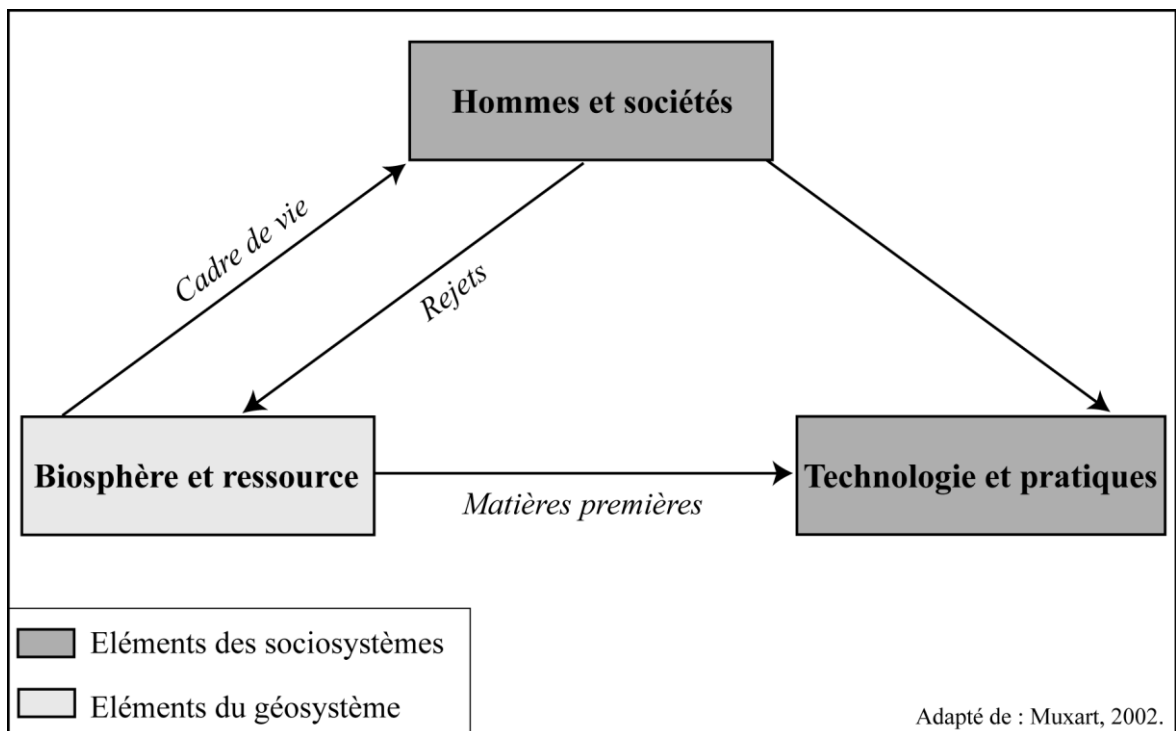 Hommes et sociétés
Cadre de vie
Rejets
Biosphère et ressource
Matières premières
Technologie et pratiques
Eléments des sociosystèmes
Eléments du géosystème
Adapté de : Muxart, 2002.